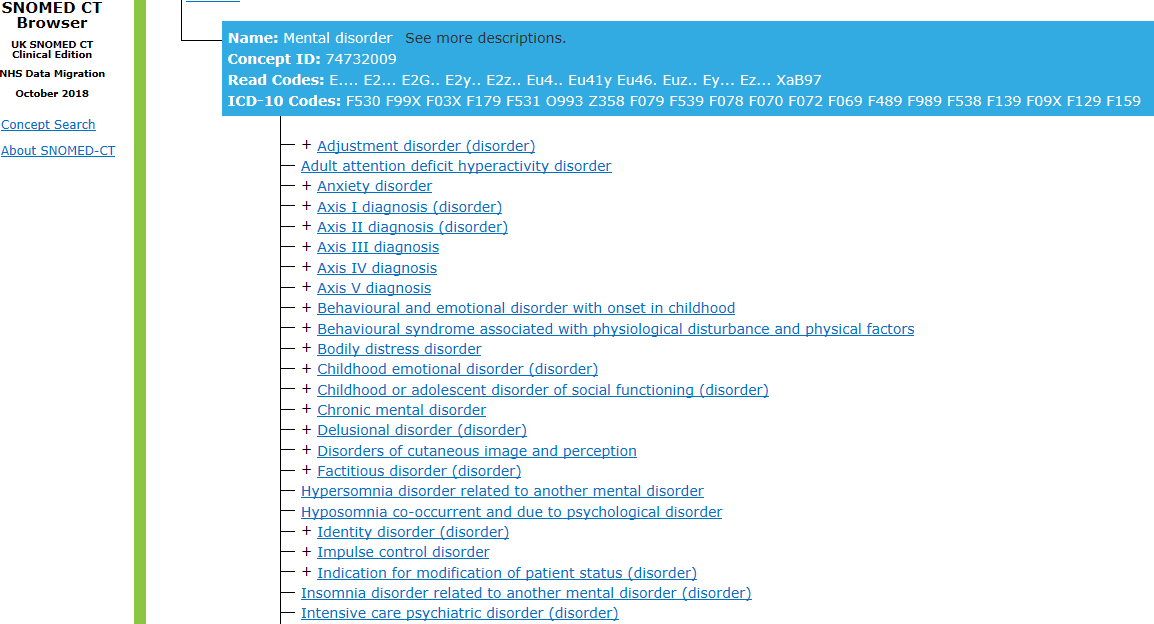 SNOMED CT
Browser
UK SNOMED CT
Clinical Edition
NHS Data Migration
October 2018
Concept Search
About SNOMED-CT
Name: Mental disorder See more descriptions.
Concept ID: 74732009
Read Codes: E.... E2... E2G.. E2y.. E2z.. Eu4.. Eu41y Eu46. Euz.. Ey... Ez... XaB97
ICD-10 Codes: F530 F99X F03X F179 F531 O993 Z358 F079 F539 F078 F070 F072 F069 F489 F989 F538 F139 F09X F129 F159
+ Adjustment disorder (disorder)
Adult attention deficit hyperactivity disorder
+ Anxiety disorder
+ Axis I diagnosis (disorder)
+ Axis II diagnosis (disorder)
+ Axis III diagnosis
+ Axis IV diagnosis
+ Axis V diagnosis
+ Behavioural and emotional disorder with onset in childhood
+ Behavioural syndrome associated with physiological disturbance and physical factors
+ Bodily distress disorder
+ Childhood emotional disorder (disorder)
+ Childhood or adolescent disorder of social functioning (disorder)
+ Chronic mental disorder
+ Delusional disorder (disorder)
+ Disorders of cutaneous image and perception
+ Factitious disorder (disorder)
Hypersomnia disorder related to another mental disorder
Hyposomnia co-occurrent and due to psychological disorder
+ Identity disorder (disorder)
+ Impulse control disorder
+ Indication for modification of patient status (disorder)
Insomnia disorder related to another mental disorder (disorder)
Intensive care psychiatric disorder (disorder)